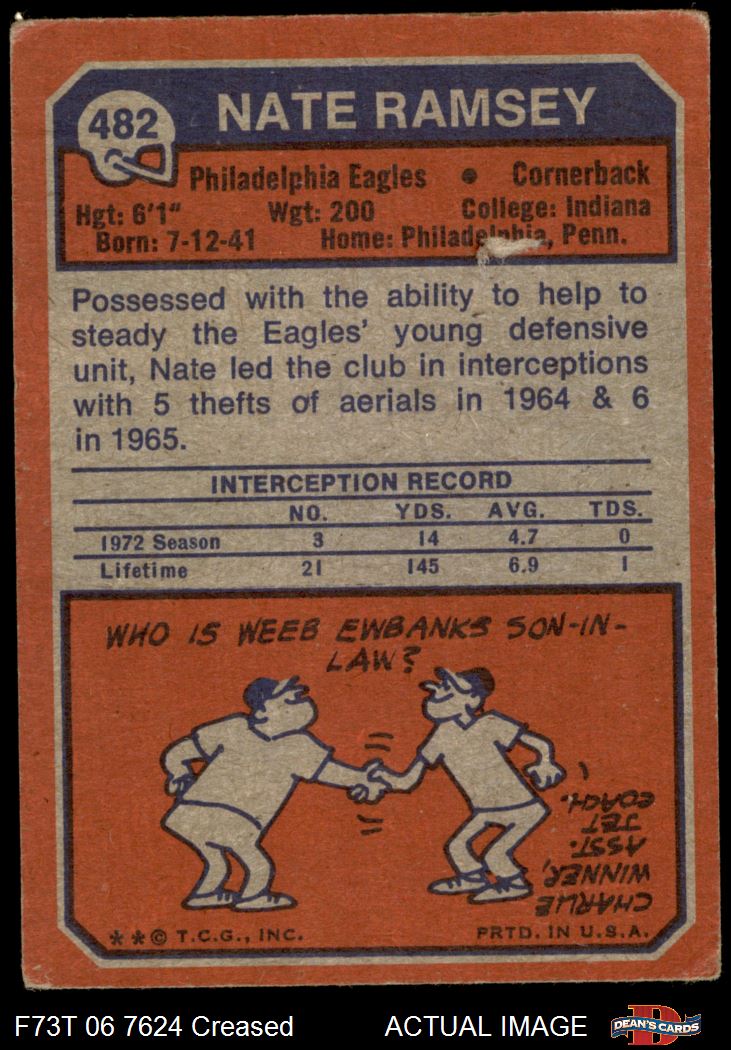 482
NATE RAMSEY
Philadelphia Eagles • Cornerback
Hgt: 6'1" Wgt: 200 College: Indiana
Born: 7-12-41 Home: Philadelphia, Penn.
Possessed with the ability to help to
steady the Eagles' young defensive
unit, Nate led the club in interceptions
with 5 thefts of aerials in 1964 & 6
in 1965.
INTERCEPTION RECORD
NO. YDS. AVG. TDS.
1972 Season 3 14 4.7 0
Lifetime 21 145 6.9 1
WHO IS WEEB EWBANKS SON-IN-
LAW?
CHARLIE
WINNER,
ASST.
JET
COACH.
**© T.C.G., INC. PRTD. IN U.S.A.
F73T 06 7624 Creased ACTUAL IMAGE
D
DEAN'S CARDS